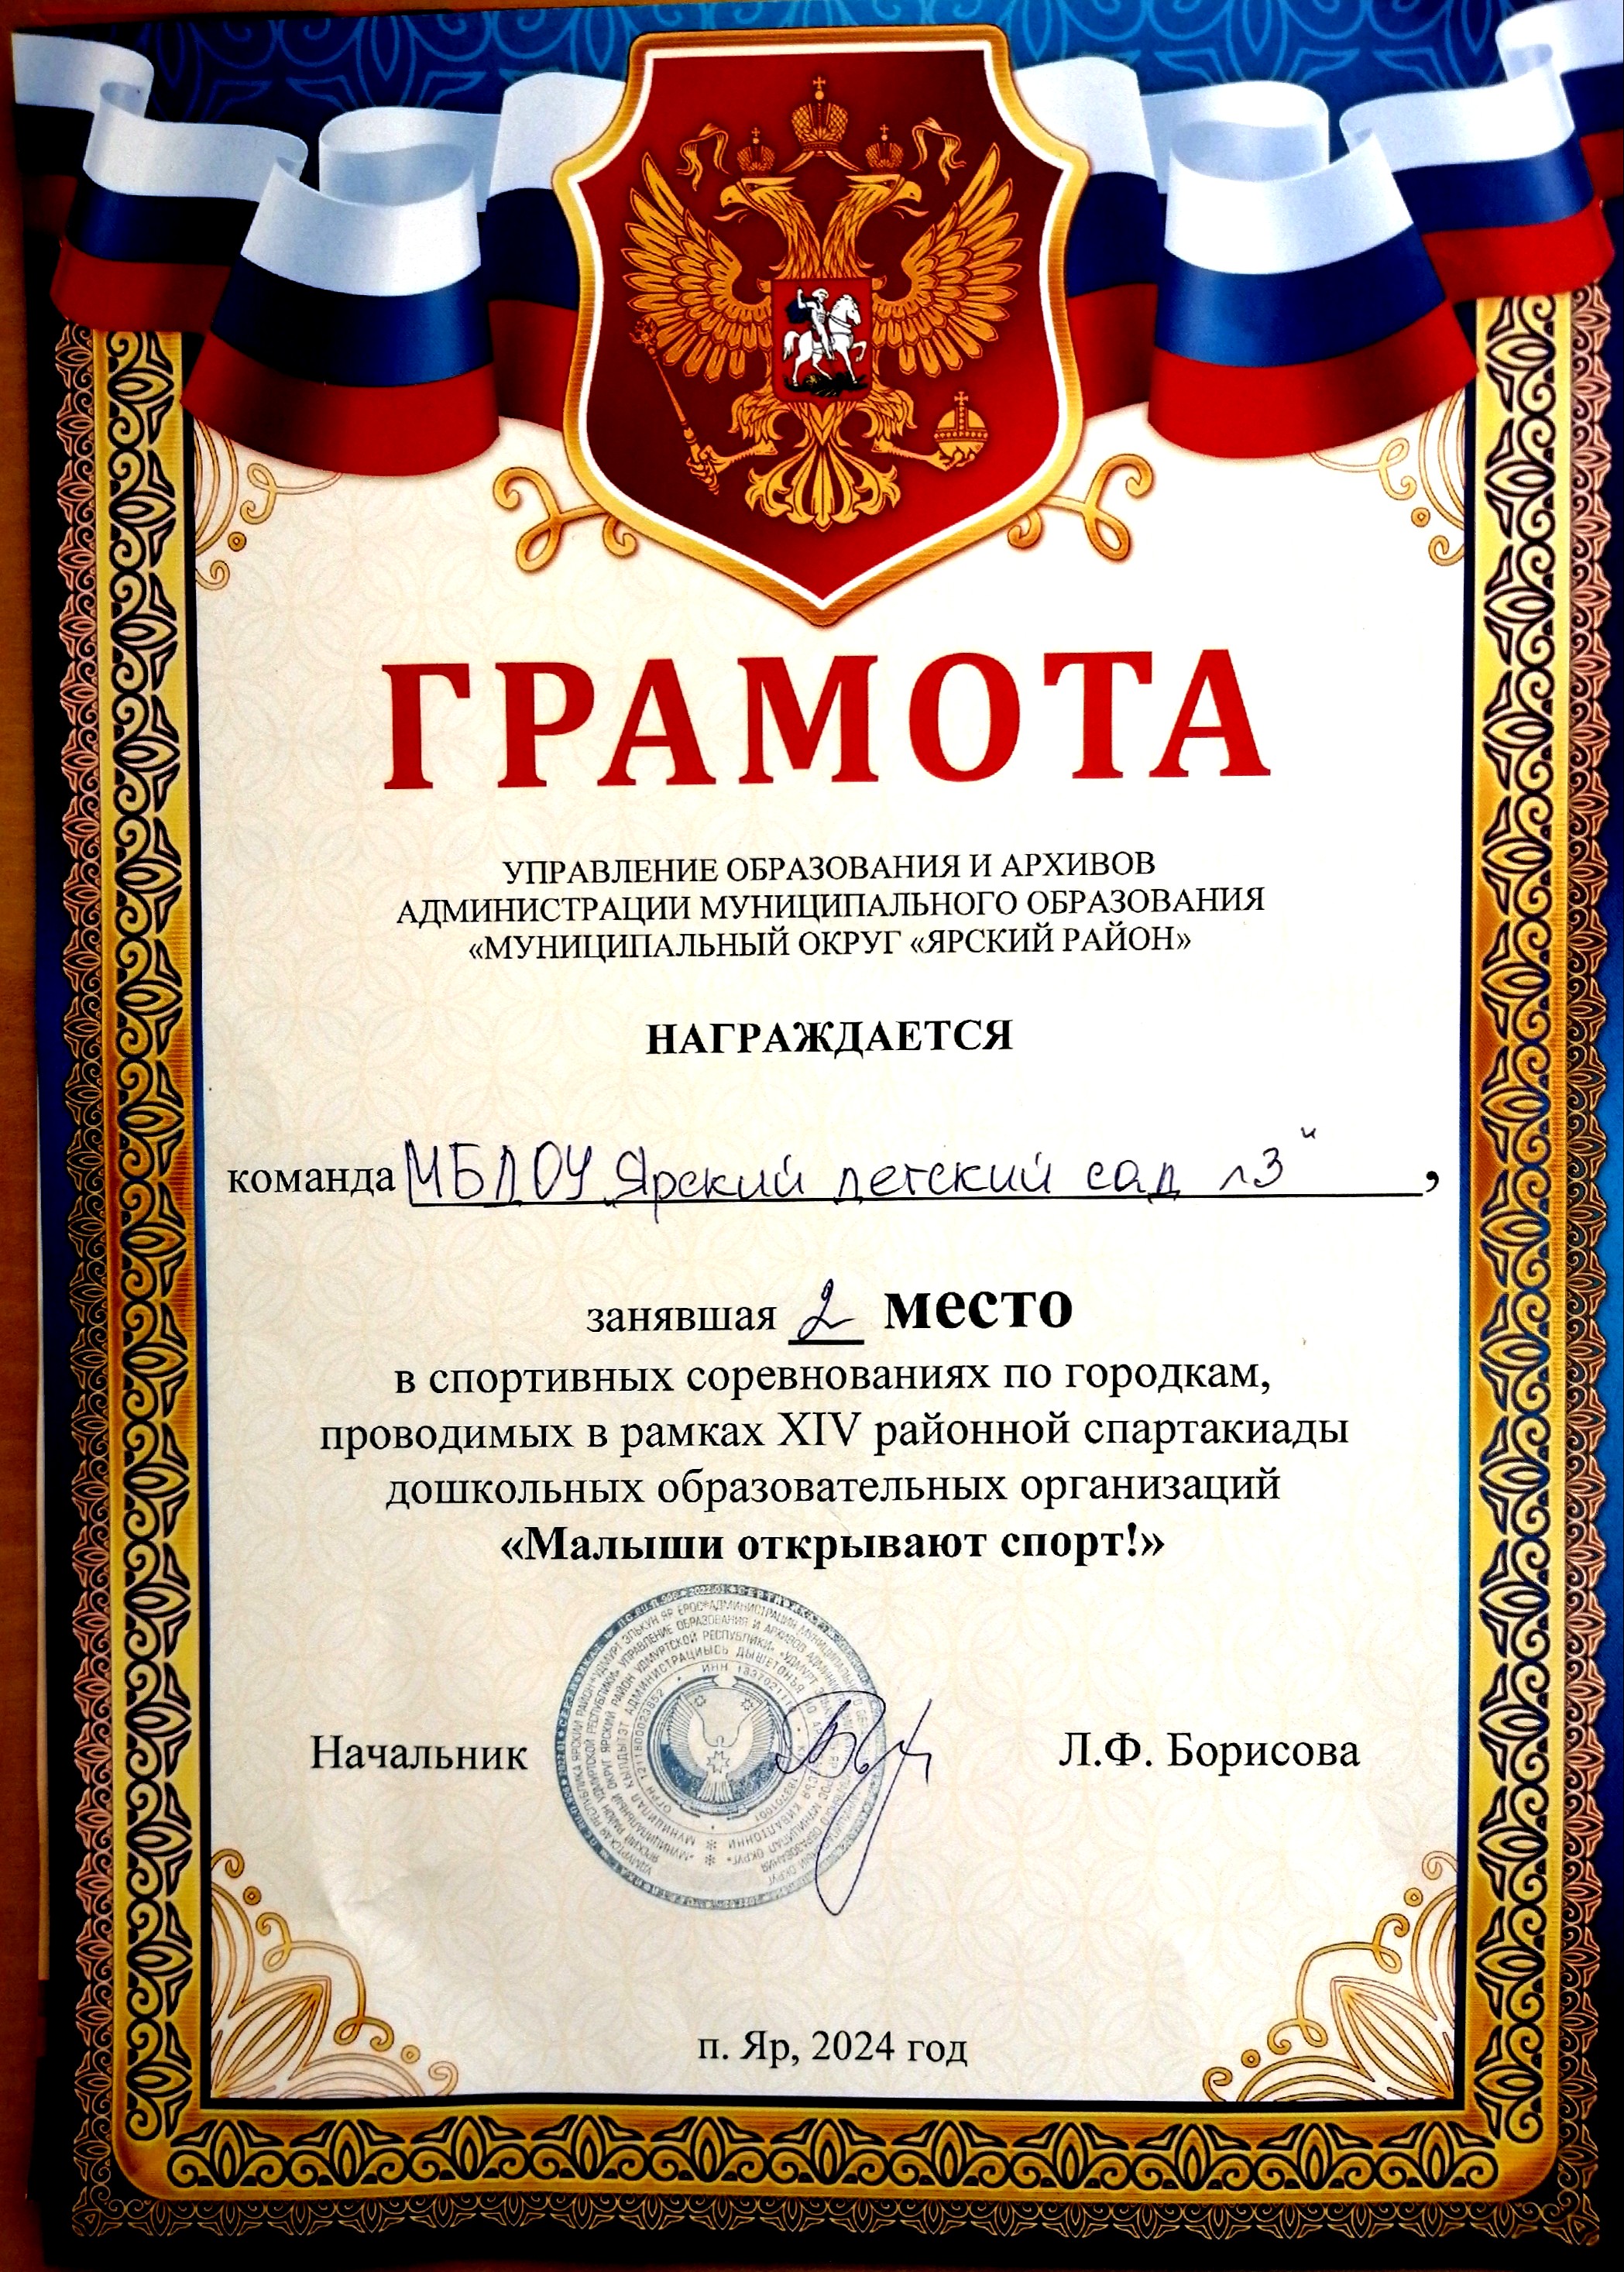 ГРАМОТА
УПРАВЛЕНИЕ ОБРАЗОВАНИЯ И АРХИВОВ
АДМИНИСТРАЦИИ МУНИЦИПАЛЬНОГО ОБРАЗОВАНИЯ
«МУНИЦИПАЛЬНЫЙ ОКРУГ «ЯРСКИЙ РАЙОН»
НАГРАЖДАЕТСЯ
команда МБДОУ „Ярский детский сад №3",
занявшая 2 место
в спортивных соревнованиях по городкам,
проводимых в рамках XIV районной спартакиады
дошкольных образовательных организаций
«Малыши открывают спорт!»
Начальник Л.Ф. Борисова
п. Яр, 2024 год